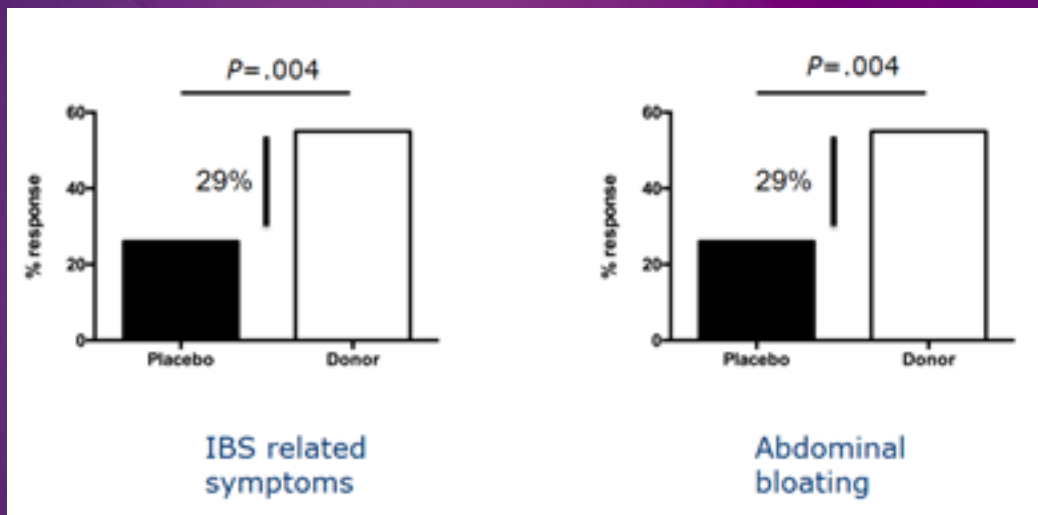 P=.004
60
40
20
0
% response
29%
Placebo Donor
IBS related
symptoms
P=.004
60
40
20
0
% response
29%
Placebo Donor
Abdominal
bloating